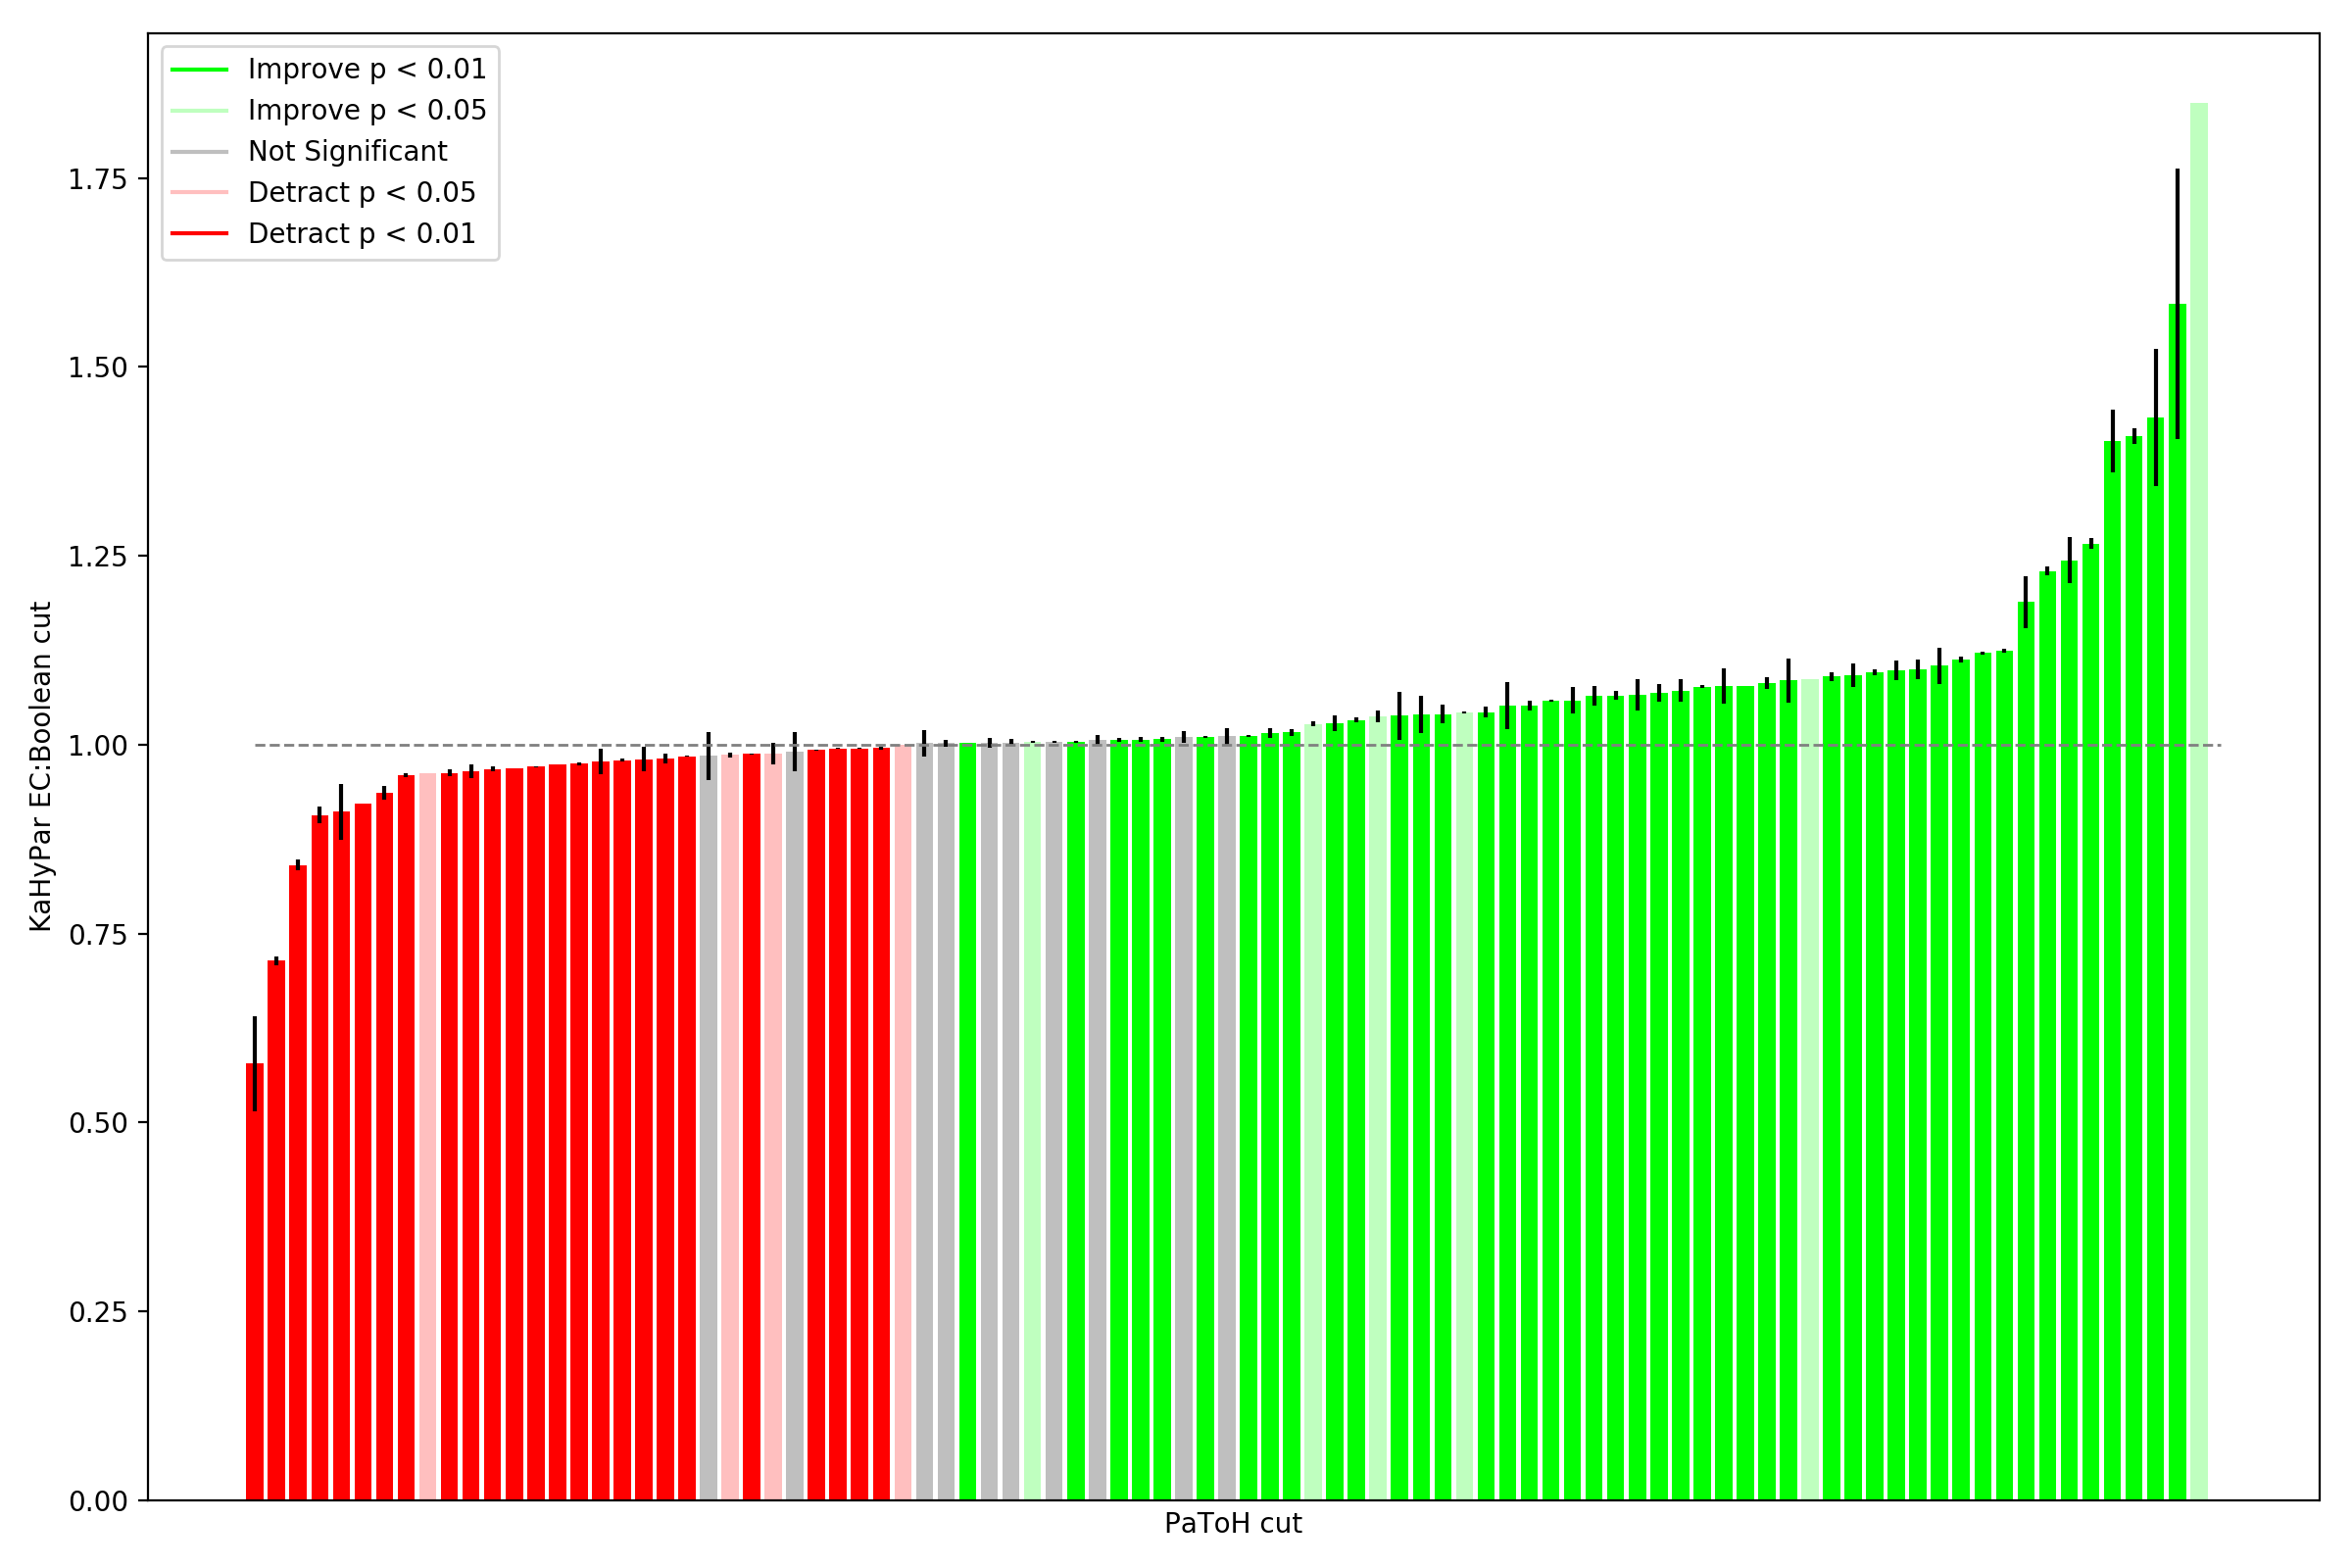 Improve p < 0.01
Improve p < 0.05
Not Significant
Detract p < 0.05
Detract p < 0.01
1.75
1.50
1.25
1.00
0.75
0.50
0.25
0.00
KaHyPar EC:Boolean cut
PaToH cut